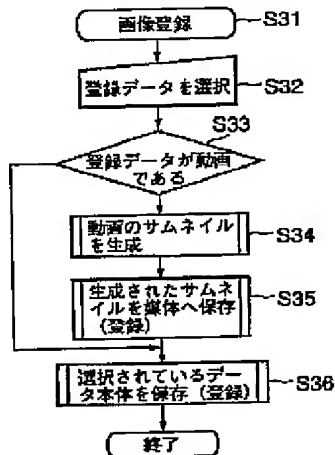 画像登録
S31
登録データを選択
S32
S33
登録データが動画
である
動画のサムネイル
を生成
S34
生成されたサムネ
イルを媒体へ保存
(登録)
S35
選択されているデー
タ本体を保存(登録)
S36
終了